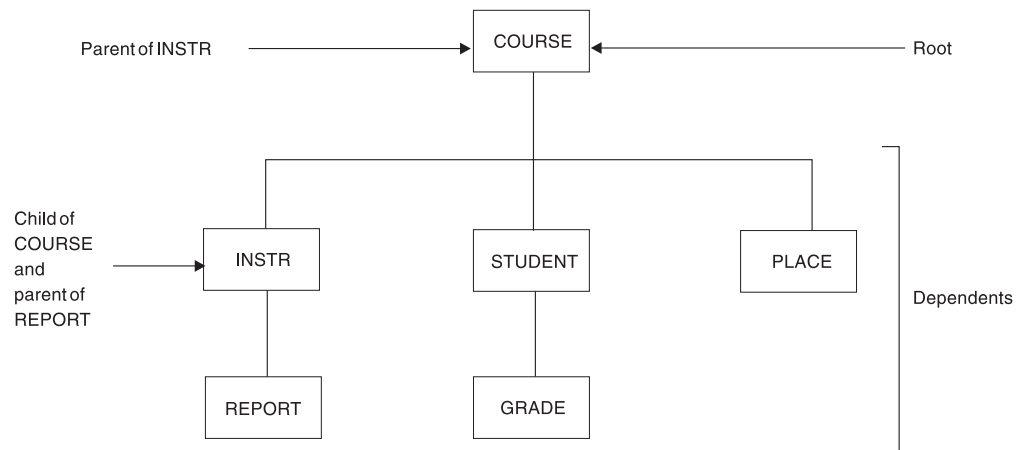 COURSE
Parent of INSTR
Root
Child of
COURSE
and
parent of
REPORT
INSTR
STUDENT
PLACE
Dependents
REPORT
GRADE